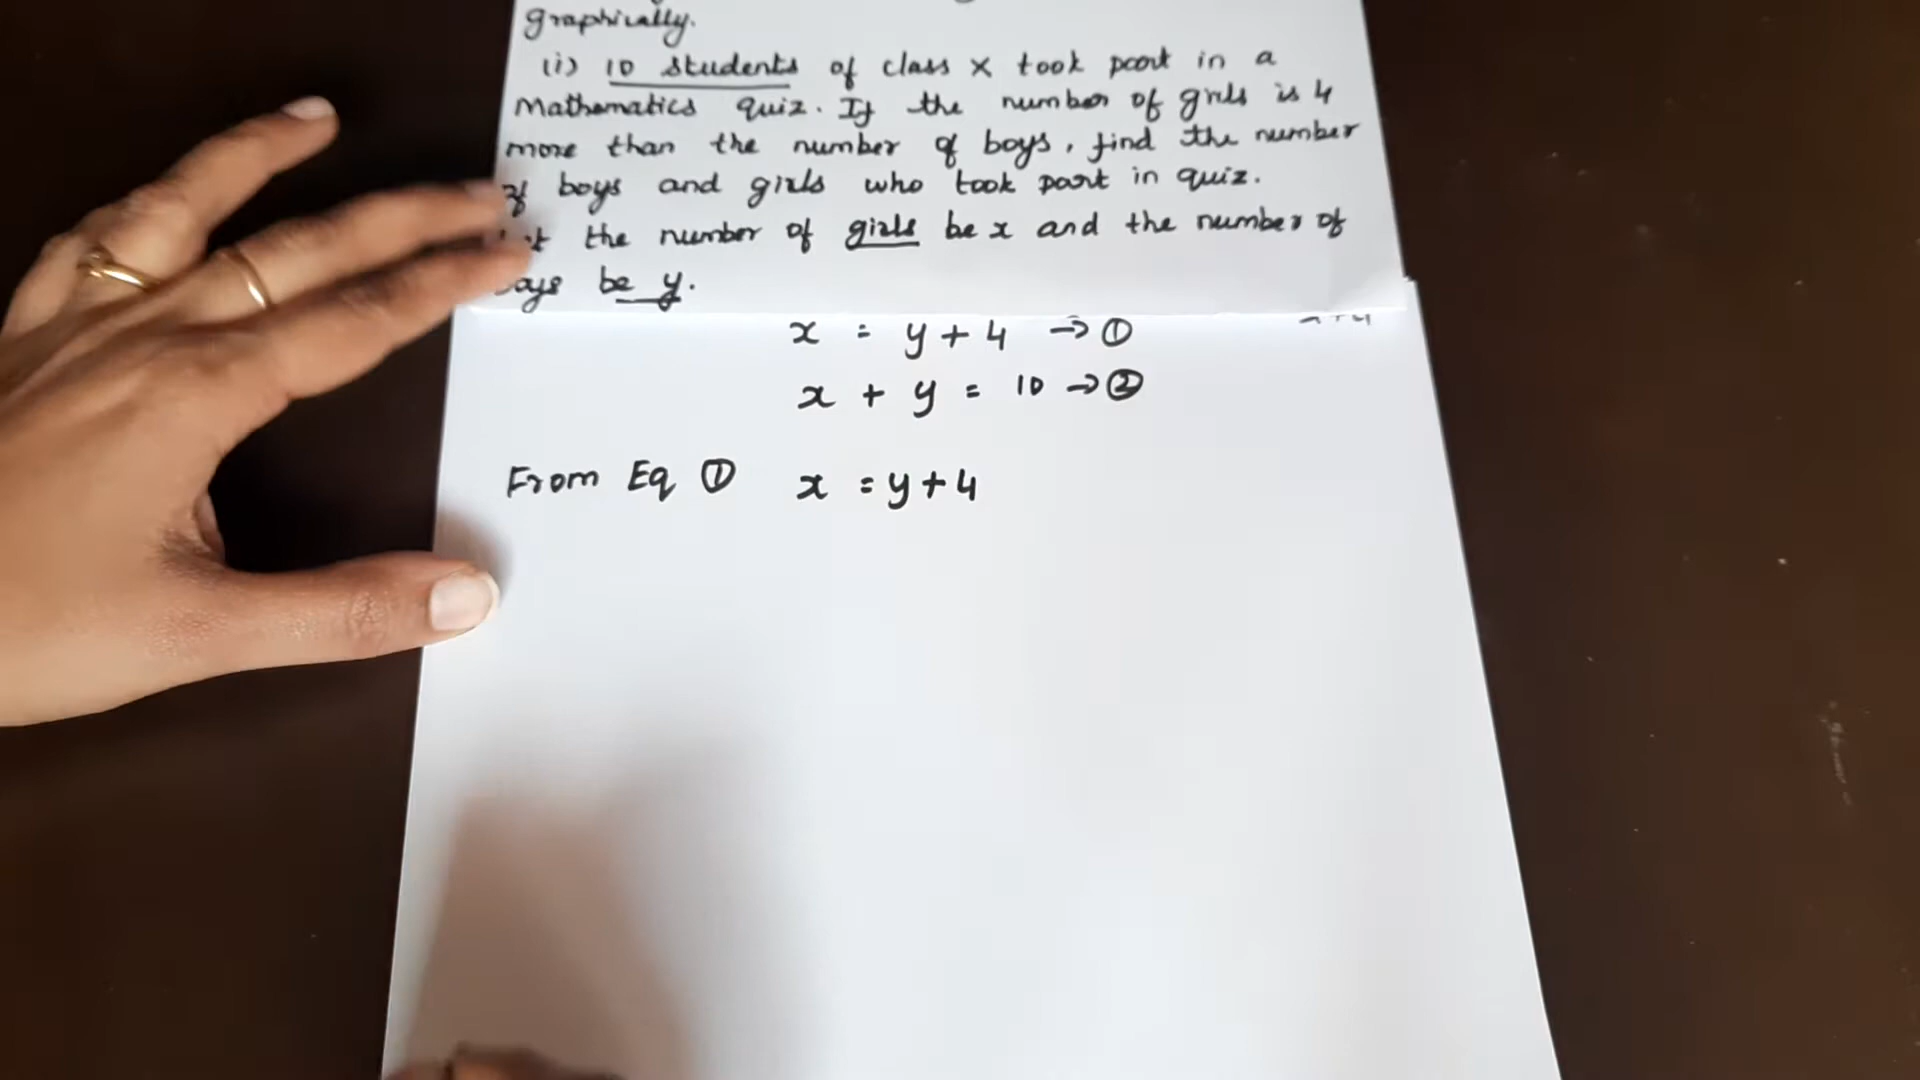 graphically.
(i) 10 students of class X took part in a
Mathematics quiz. If the number of girls is 4
more than the number of boys, find the number
of boys and girls who took part in quiz.
the number of girls be x and the number of
be y.
x = y + 4 → ①
x + y = 10 → ②
From Eq ① x = y + 4